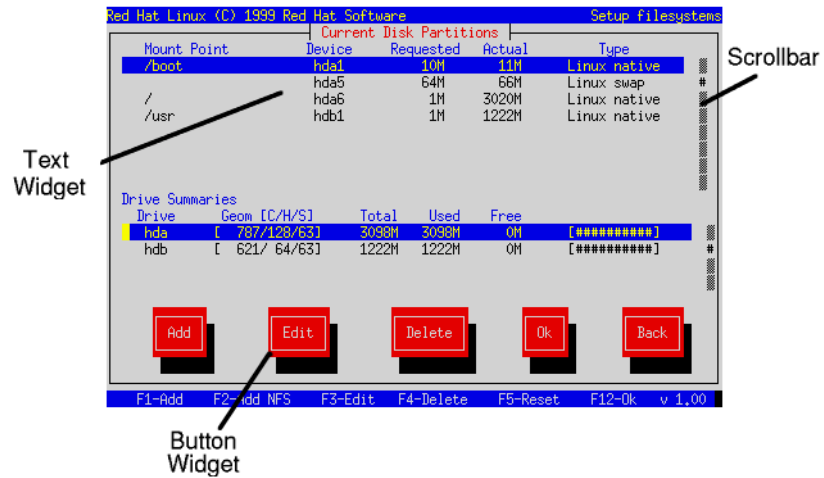 Red Hat Linux (C) 1999 Red Hat Software Setup filesystems
Current Disk Partitions
Mount Point Device Requested Actual Type
/boot hda1 10M 11M Linux native
hda5 64M 66M Linux swap #
/ hda6 1M 3020M Linux native
/usr hdb1 1M 1222M Linux native
Scrollbar
Text
Widget
Drive Summaries
Drive Geom [C/H/S] Total Used Free
hda [ 787/128/63] 3098M 3098M 0M [##########]
hdb [ 621/ 64/63] 1222M 1222M 0M [##########] #
Add Edit Delete Ok Back
F1-Add F2-Add NFS F3-Edit F4-Delete F5-Reset F12-Ok v 1.00
Button
Widget